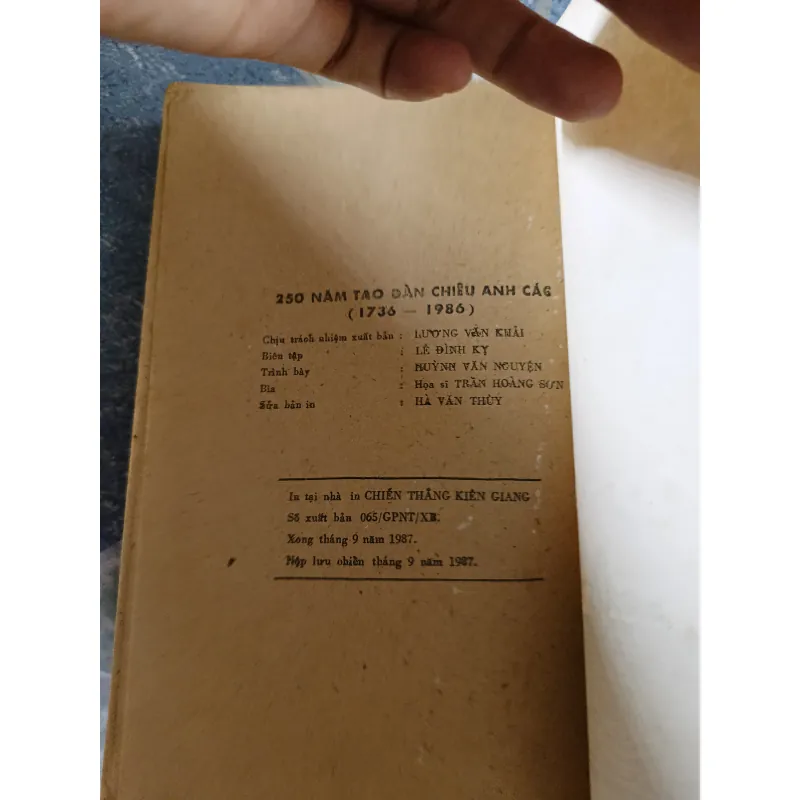 250 NĂM TAO ĐÀN CHIÊU ANH CÁC
(1736 — 1986)
Chịu trách nhiệm xuất bản : LƯƠNG VĂN KHẢI
Biên tập : LÊ ĐÌNH KỴ
Trình bày : HUỲNH VĂN NGUYỆN
Bìa : Họa sĩ TRẦN HOÀNG SƠN
Sửa bản in : HÀ VĂN THÙY
In tại nhà in CHIẾN THẮNG KIÊN GIANG
Số xuất bản 065/GPNT/XB.
Xong tháng 9 năm 1987.
Nộp lưu chiển tháng 9 năm 1987.